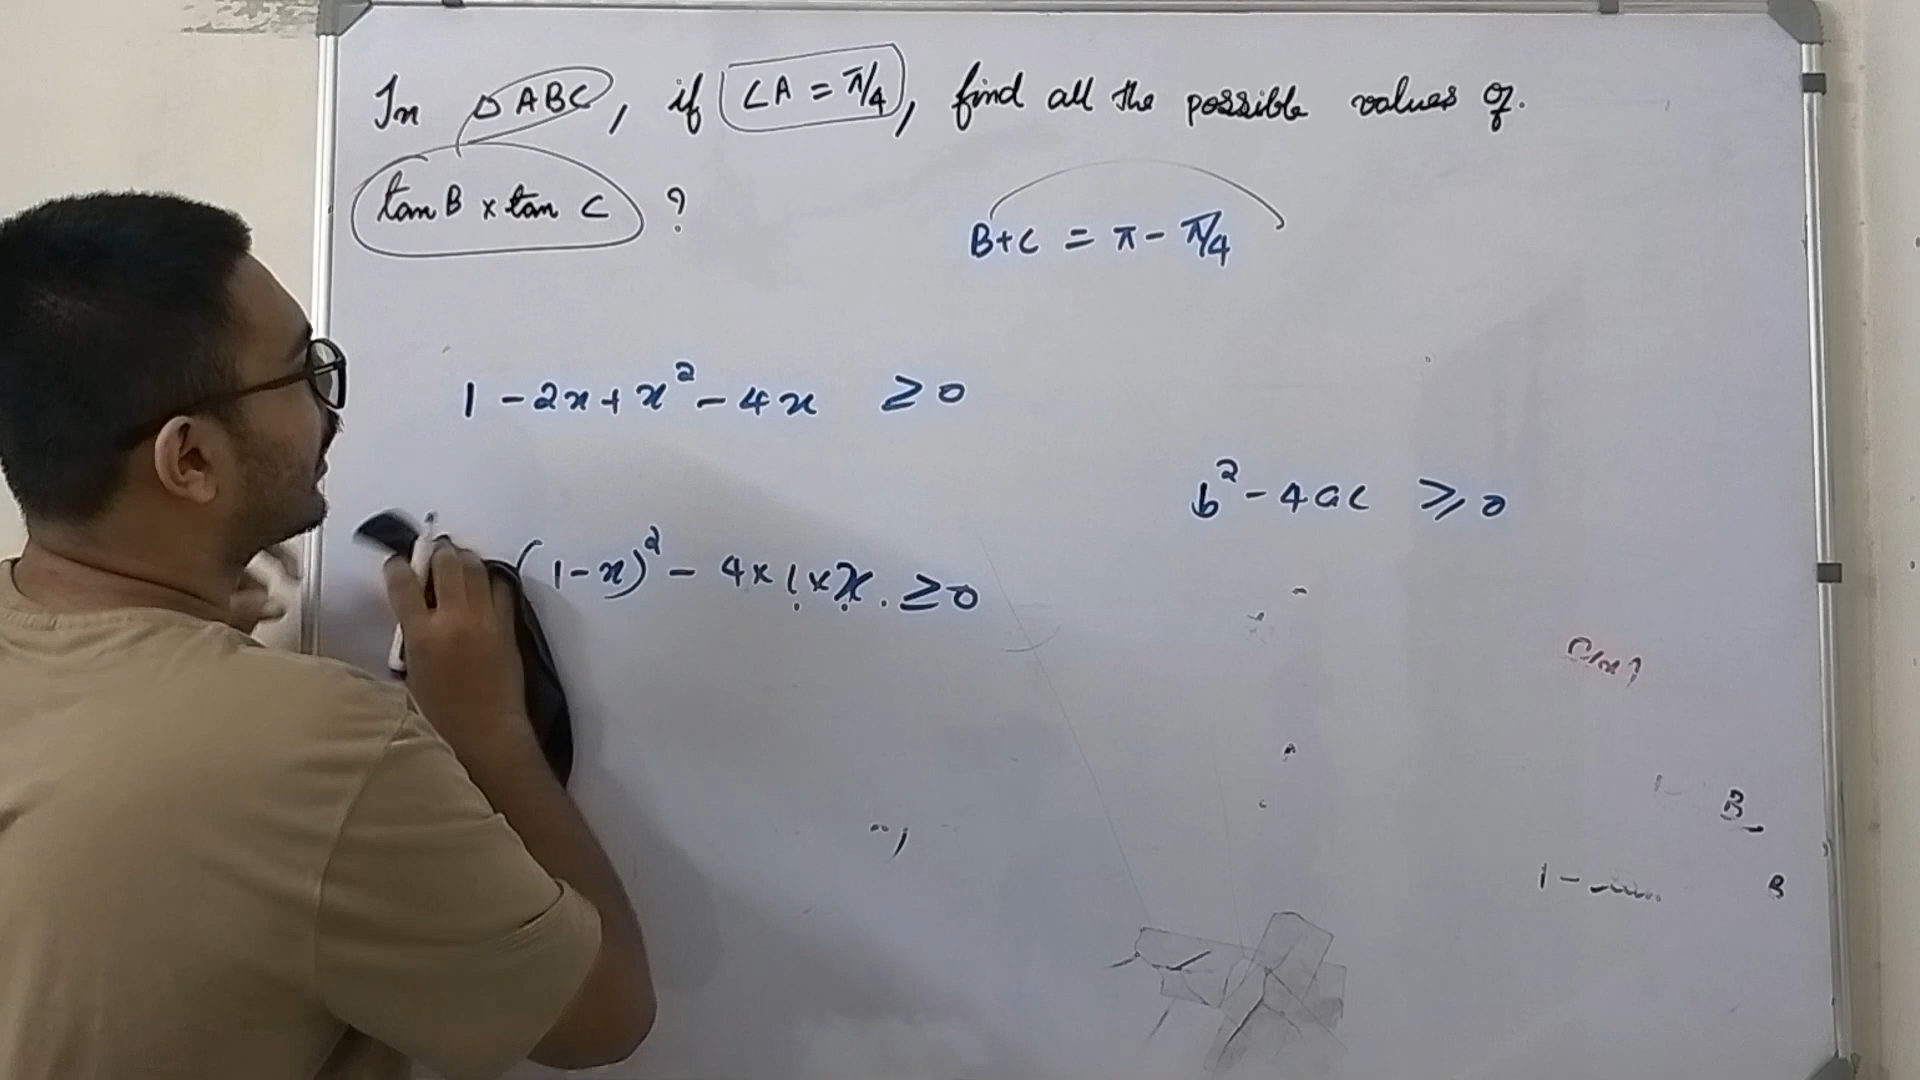 In △ABC, if ∠A = π/4, find all the possible values of.
tan B × tan C ?
B+C = π - π/4
1 - 2x + x² - 4x ≥ 0
b² - 4ac ≥ 0
(1-x)² - 4×1×x. ≥ 0
B
1 -
B